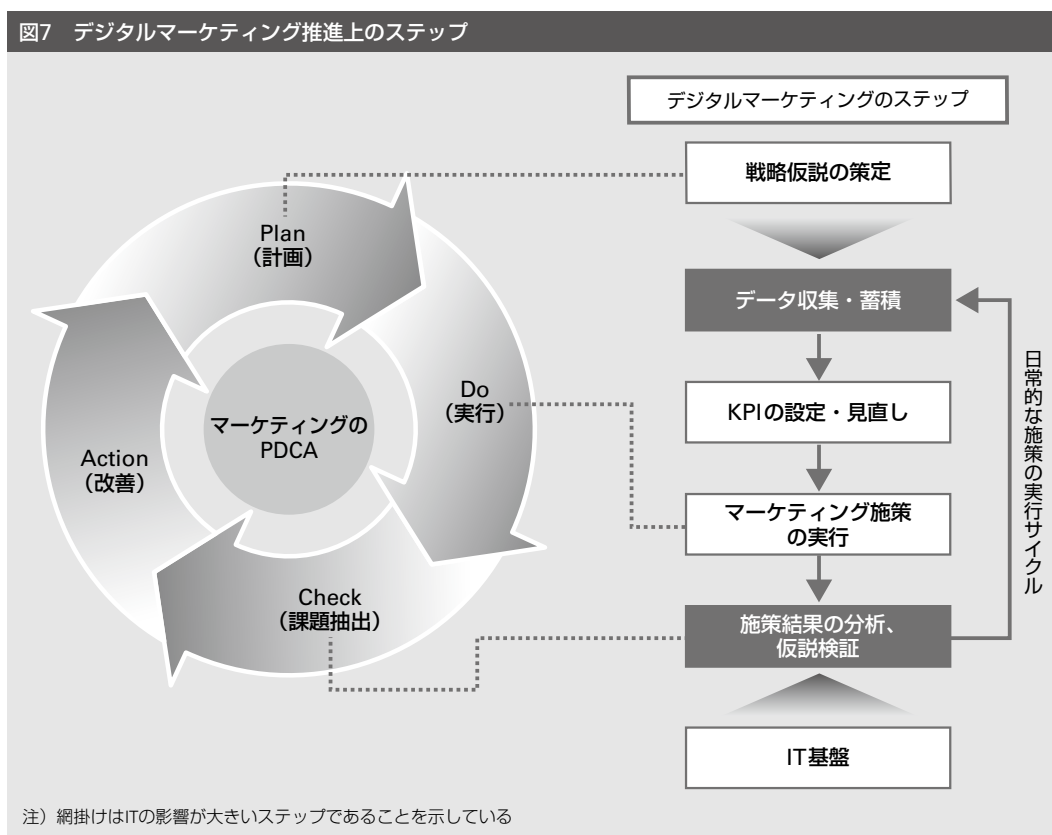 図7 デジタルマーケティング推進上のステップ
デジタルマーケティングのステップ
戦略仮説の策定
データ収集・蓄積
KPIの設定・見直し
マーケティング施策
の実行
施策結果の分析、
仮説検証
IT基盤
日常的な施策の実行サイクル
Plan
(計画)
Do
(実行)
Check
(課題抽出)
Action
(改善)
マーケティングの
PDCA
注)網掛けはITの影響が大きいステップであることを示している